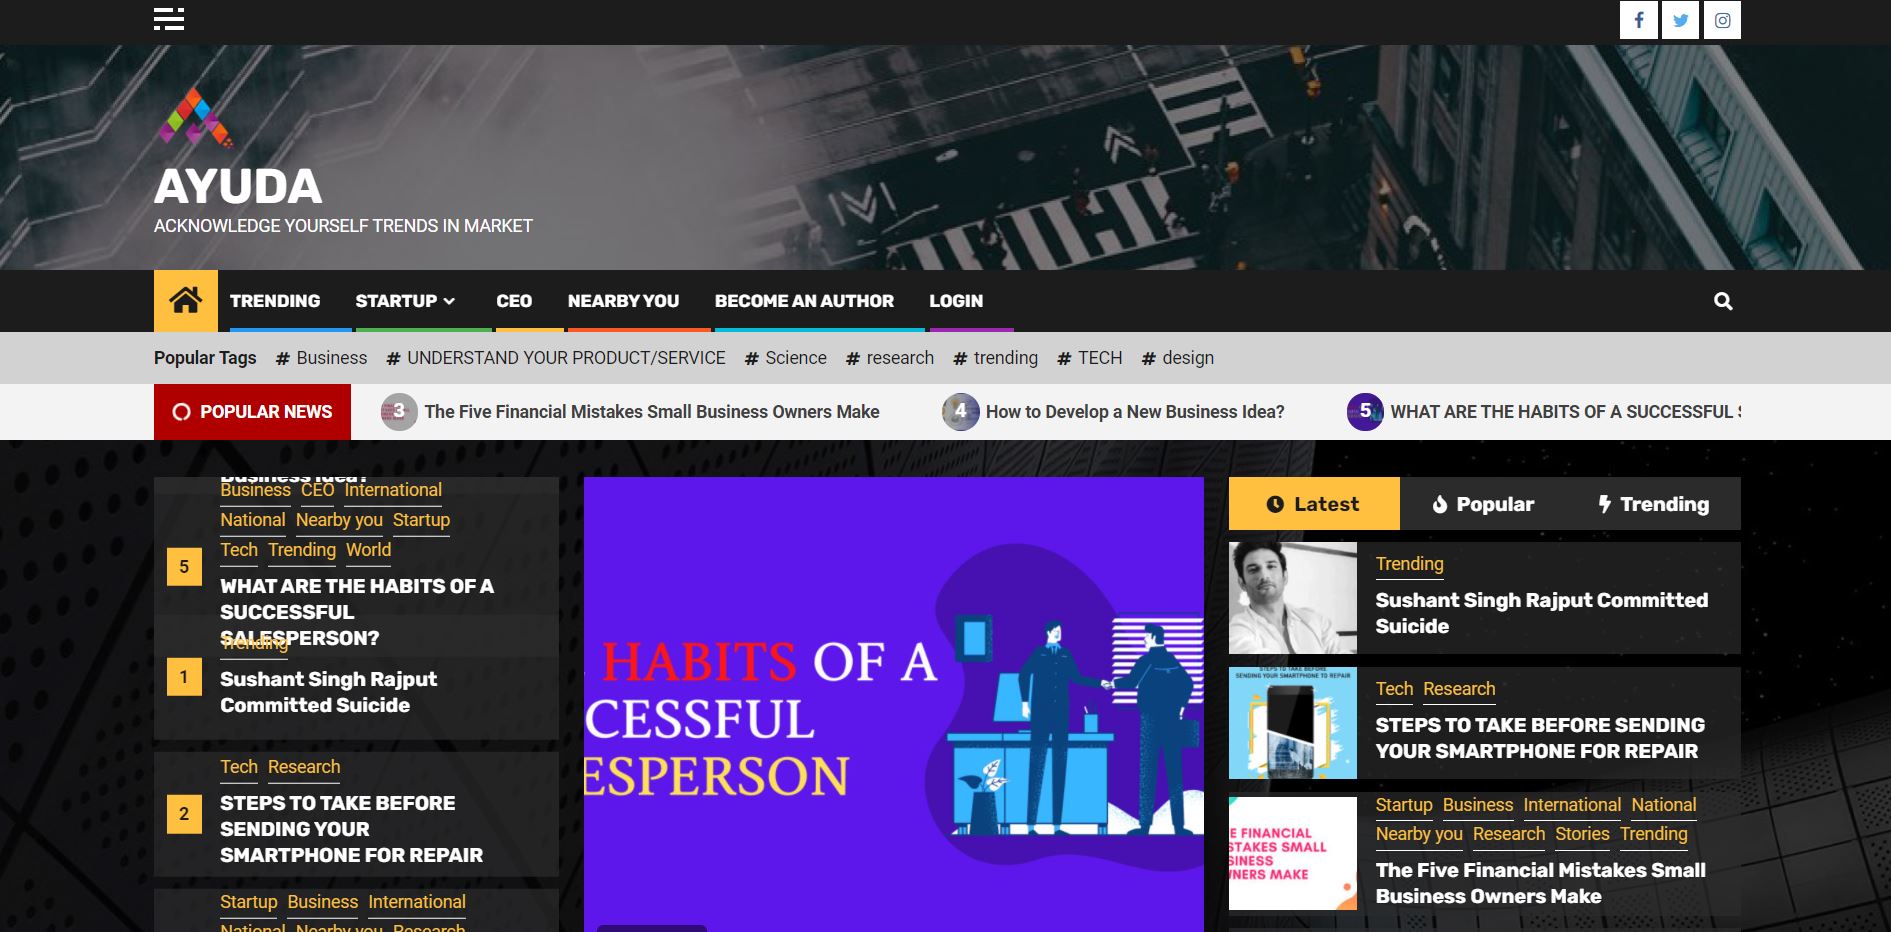 AYUDA
ACKNOWLEDGE YOURSELF TRENDS IN MARKET
TRENDING STARTUP CEO NEARBY YOU BECOME AN AUTHOR LOGIN
Popular Tags # Business # UNDERSTAND YOUR PRODUCT/SERVICE # Science # research # trending # TECH # design
POPULAR NEWS 3 The Five Financial Mistakes Small Business Owners Make 4 How to Develop a New Business Idea? 5 WHAT ARE THE HABITS OF A SUCCESSFUL
Business Idea?
Business CEO International
National Nearby you Startup
Tech Trending World
5
WHAT ARE THE HABITS OF A
SUCCESSFUL
SALESPERSON?
Trending
1
Sushant Singh Rajput
Committed Suicide
Tech Research
2
STEPS TO TAKE BEFORE
SENDING YOUR
SMARTPHONE FOR REPAIR
Startup Business International
National Nearby you Research
HABITS OF A
CESSFUL
ESPERSON
Latest Popular Trending
Trending
Sushant Singh Rajput Committed
Suicide
STEPS TO TAKE BEFORE
SENDING YOUR SMARTPHONE TO REPAIR
Tech Research
STEPS TO TAKE BEFORE SENDING
YOUR SMARTPHONE FOR REPAIR
E FINANCIAL
STAKES SMALL
SINESS
NERS MAKE
Startup Business International National
Nearby you Research Stories Trending
The Five Financial Mistakes Small
Business Owners Make